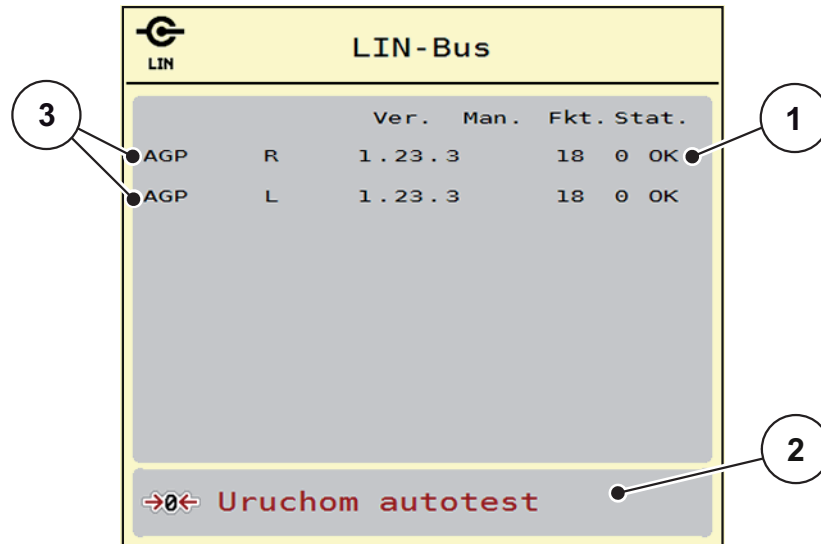 LIN
LIN-Bus
Ver. Man. Fkt. Stat.
AGP R 1.23.3 18 0 OK
AGP L 1.23.3 18 0 OK
→0← Uruchom autotest
3
1
2